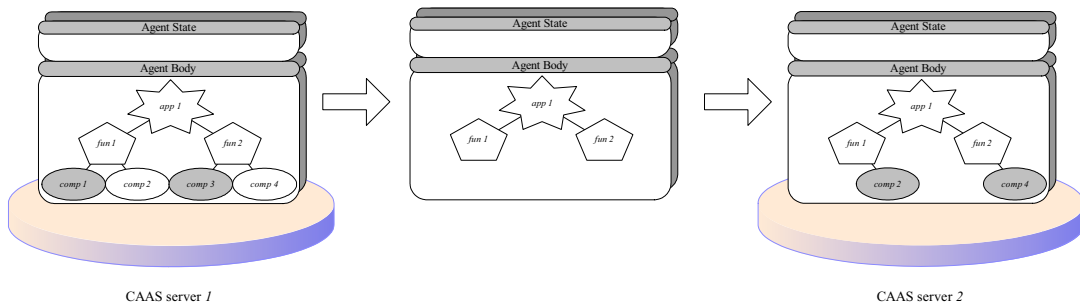 Agent State
Agent Body
app 1
fun 1
fun 2
comp 1
comp 2
comp 3
comp 4
CAAS server 1
Agent State
Agent Body
app 1
fun 1
fun 2
Agent State
Agent Body
app 1
fun 1
fun 2
comp 2
comp 4
CAAS server 2